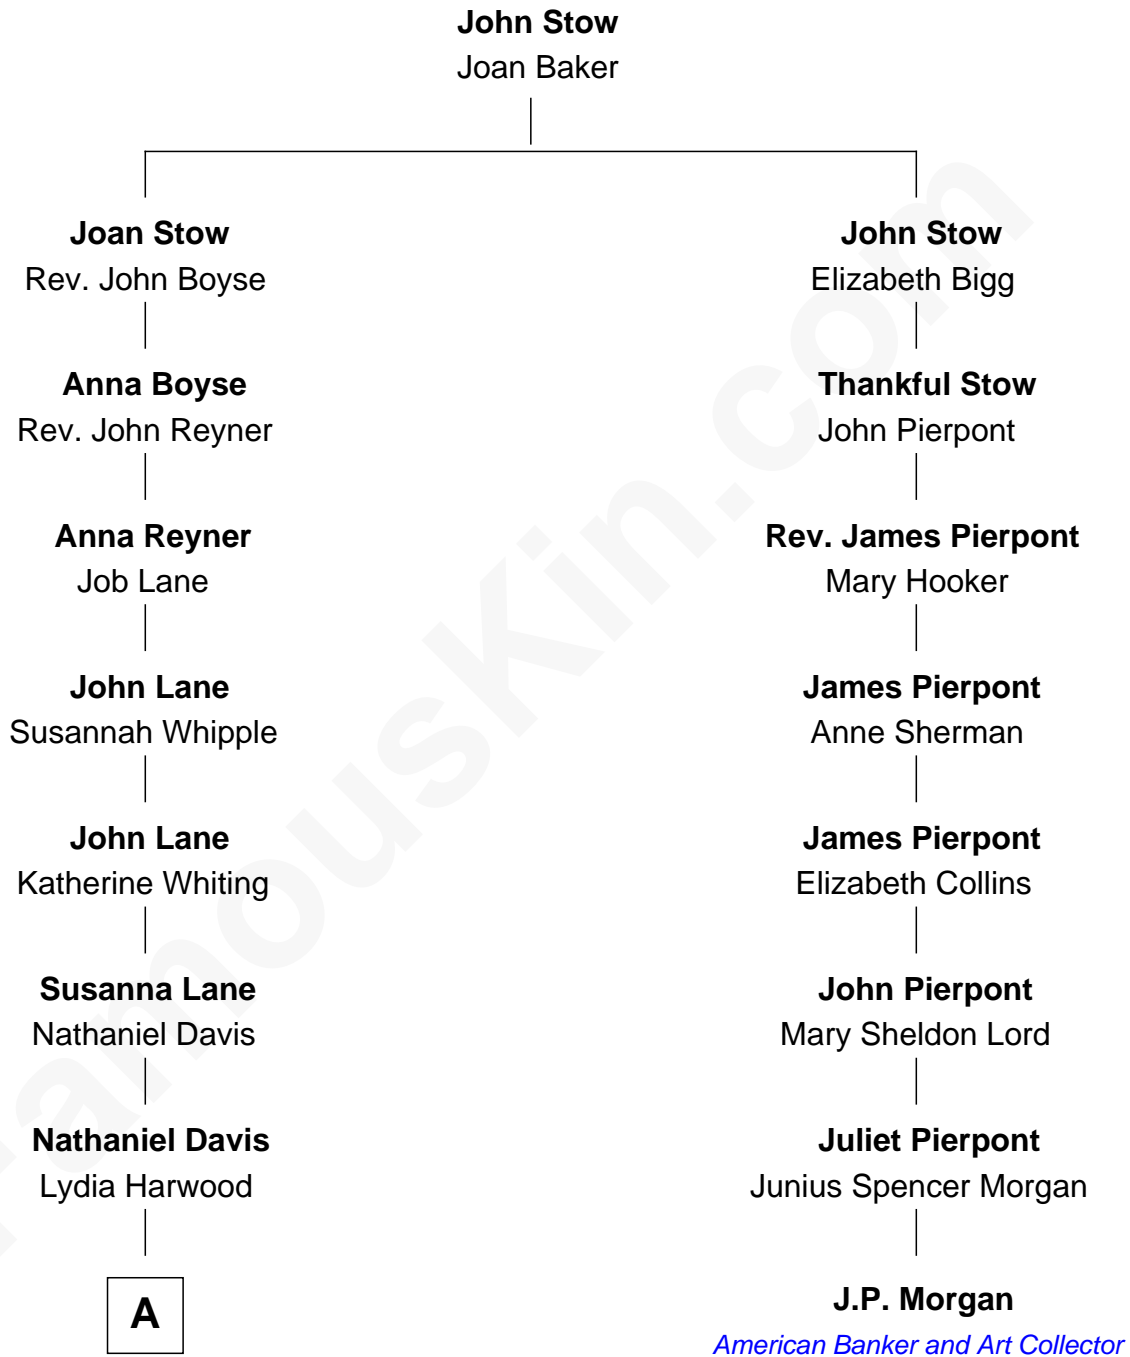 John Stow
Joan Baker
Joan Stow
Rev. John Boyse
John Stow
Elizabeth Bigg
Anna Boyse
Rev. John Reyner
Thankful Stow
John Pierpont
Anna Reyner
Job Lane
Rev. James Pierpont
Mary Hooker
John Lane
Susannah Whipple
James Pierpont
Anne Sherman
John Lane
Katherine Whiting
James Pierpont
Elizabeth Collins
Susanna Lane
Nathaniel Davis
John Pierpont
Mary Sheldon Lord
Nathaniel Davis
Lydia Harwood
Juliet Pierpont
Junius Spencer Morgan
A
J.P. Morgan
American Banker and Art Collector
FamousKin.com